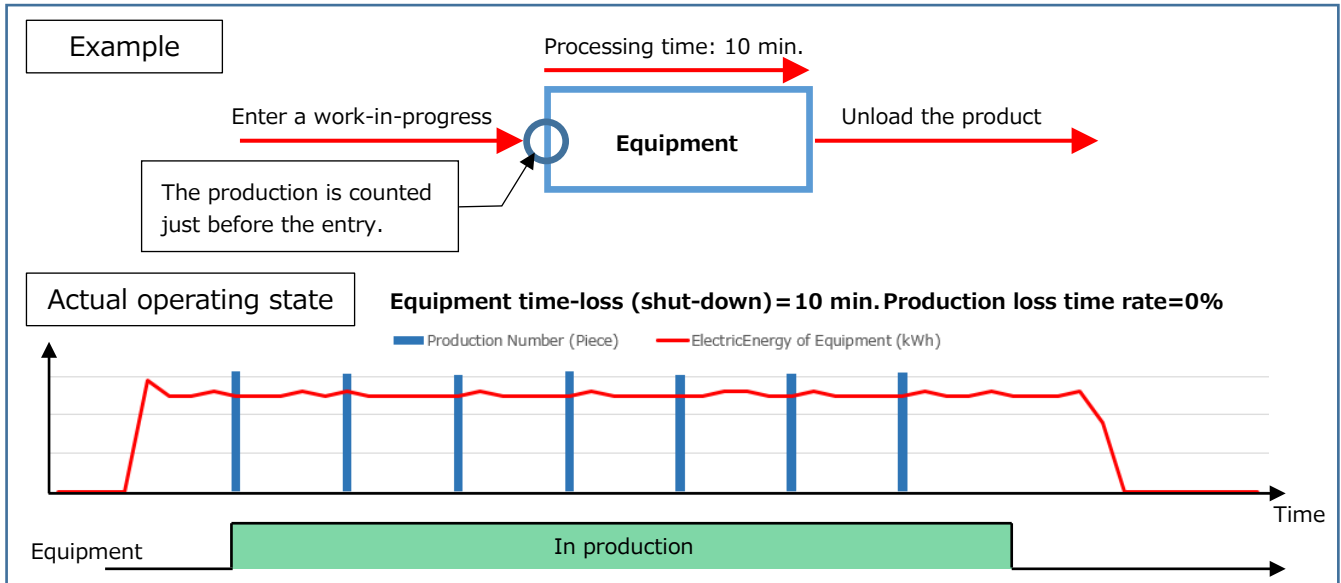 Example
Processing time: 10 min.
Enter a work-in-progress
Unload the product
Equipment
The production is counted
just before the entry.
Actual operating state
Equipment time-loss (shut-down)=10 min. Production loss time rate=0%
Production Number (Piece)
ElectricEnergy of Equipment (kWh)
Time
Equipment
In production